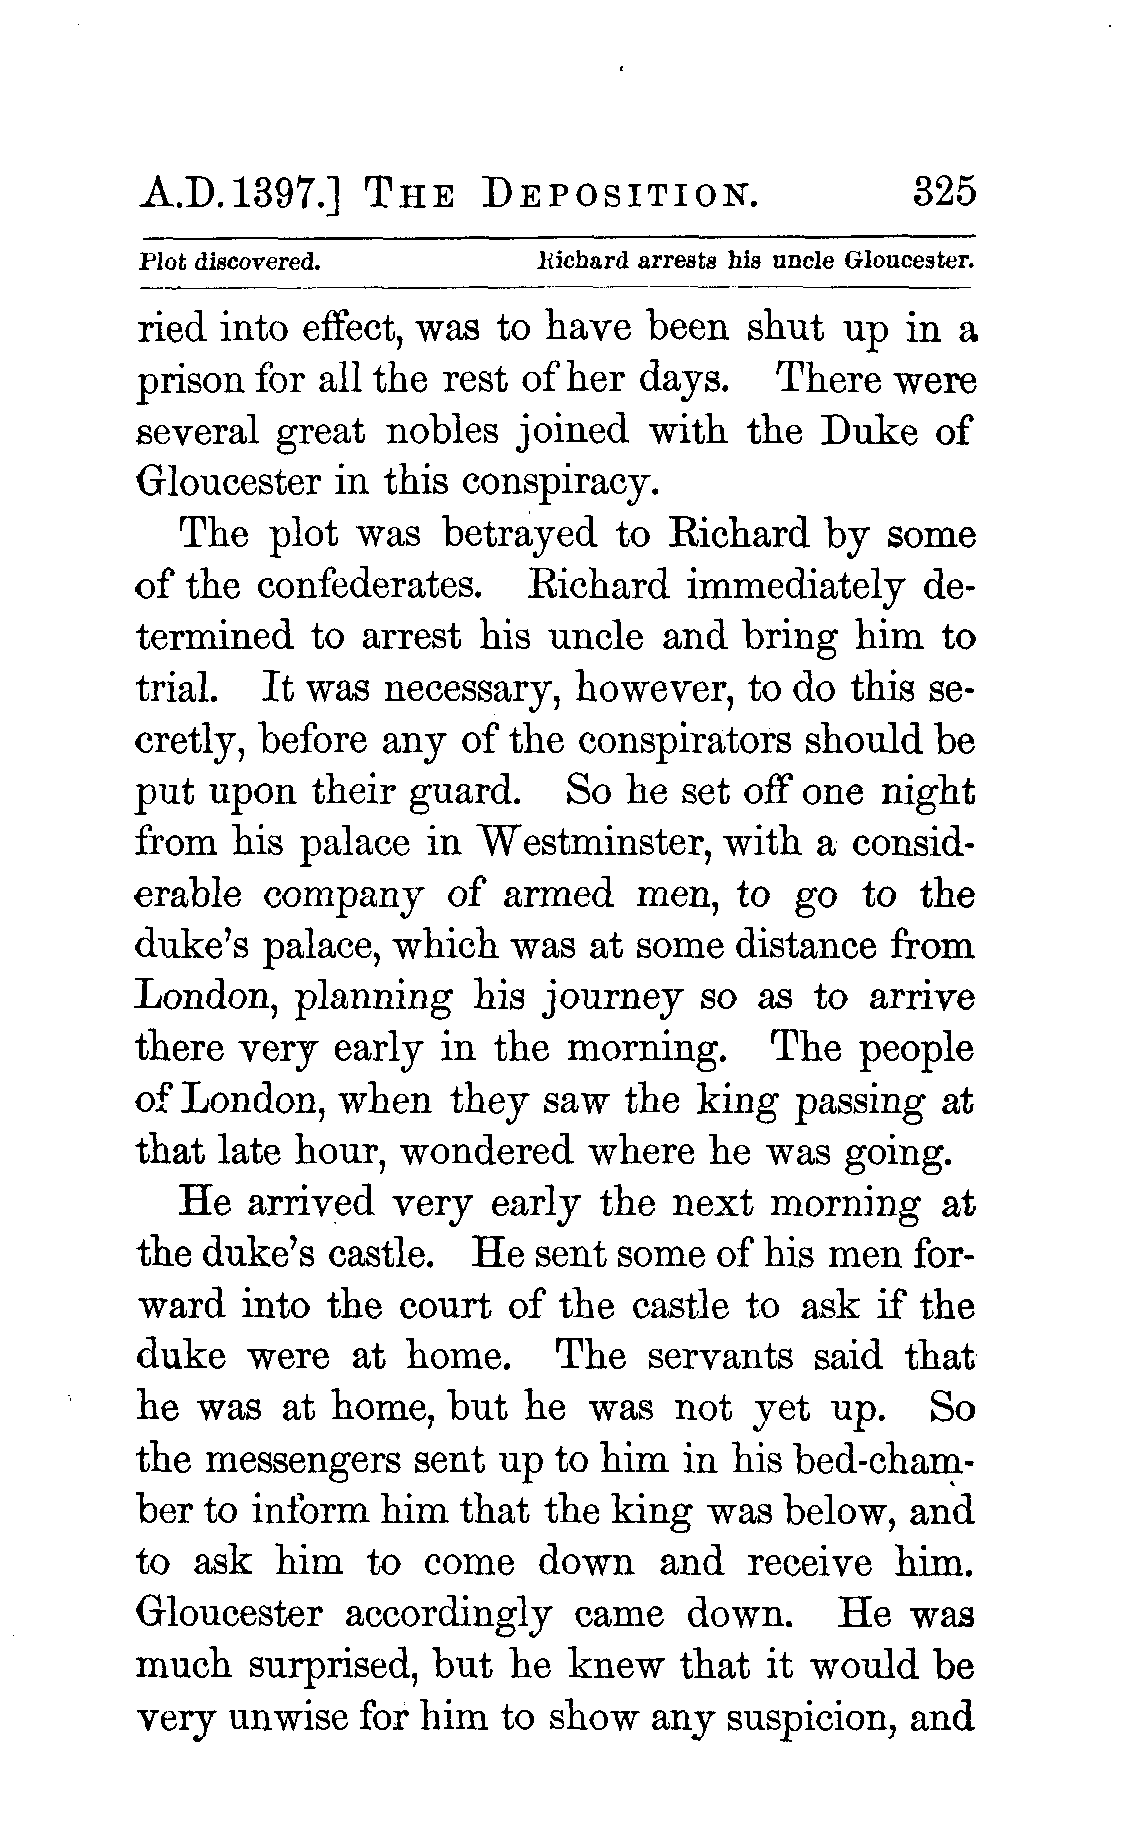 A.D. 1397.] THE DEPOSITION. 325
Plot discovered. Richard arrests his uncle Gloucester.
ried into effect, was to have been shut up in a
prison for all the rest of her days. There were
several great nobles joined with the Duke of
Gloucester in this conspiracy.
The plot was betrayed to Richard by some
of the confederates. Richard immediately de-
termined to arrest his uncle and bring him to
trial. It was necessary, however, to do this se-
cretly, before any of the conspirators should be
put upon their guard. So he set off one night
from his palace in Westminster, with a consid-
erable company of armed men, to go to the
duke's palace, which was at some distance from
London, planning his journey so as to arrive
there very early in the morning. The people
of London, when they saw the king passing at
that late hour, wondered where he was going.
He arrived very early the next morning at
the duke's castle. He sent some of his men for-
ward into the court of the castle to ask if the
duke were at home. The servants said that
he was at home, but he was not yet up. So
the messengers sent up to him in his bed-cham-
ber to inform him that the king was below, and
to ask him to come down and receive him.
Gloucester accordingly came down. He was
much surprised, but he knew that it would be
very unwise for him to show any suspicion, and